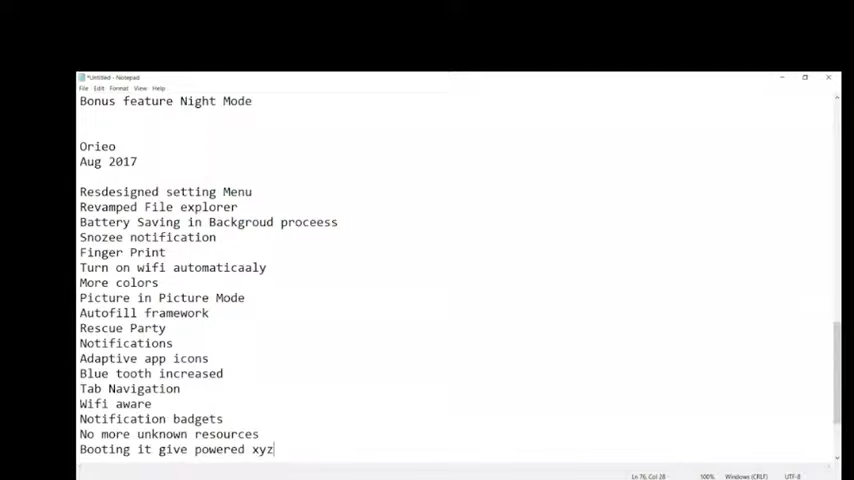 *Untitled - Notepad
File Edit Format View Help
Bonus feature Night Mode
Orieo
Aug 2017
Resdesigned setting Menu
Revamped File explorer
Battery Saving in Backgroud proceess
Snozee notification
Finger Print
Turn on wifi automaticaaly
More colors
Picture in Picture Mode
Autofill framework
Rescue Party
Notifications
Adaptive app icons
Blue tooth increased
Tab Navigation
Wifi aware
Notification badgets
No more unknown resources
Booting it give powered xyz
Ln 76, Col 28 100% Windows (CRLF) UTF-8